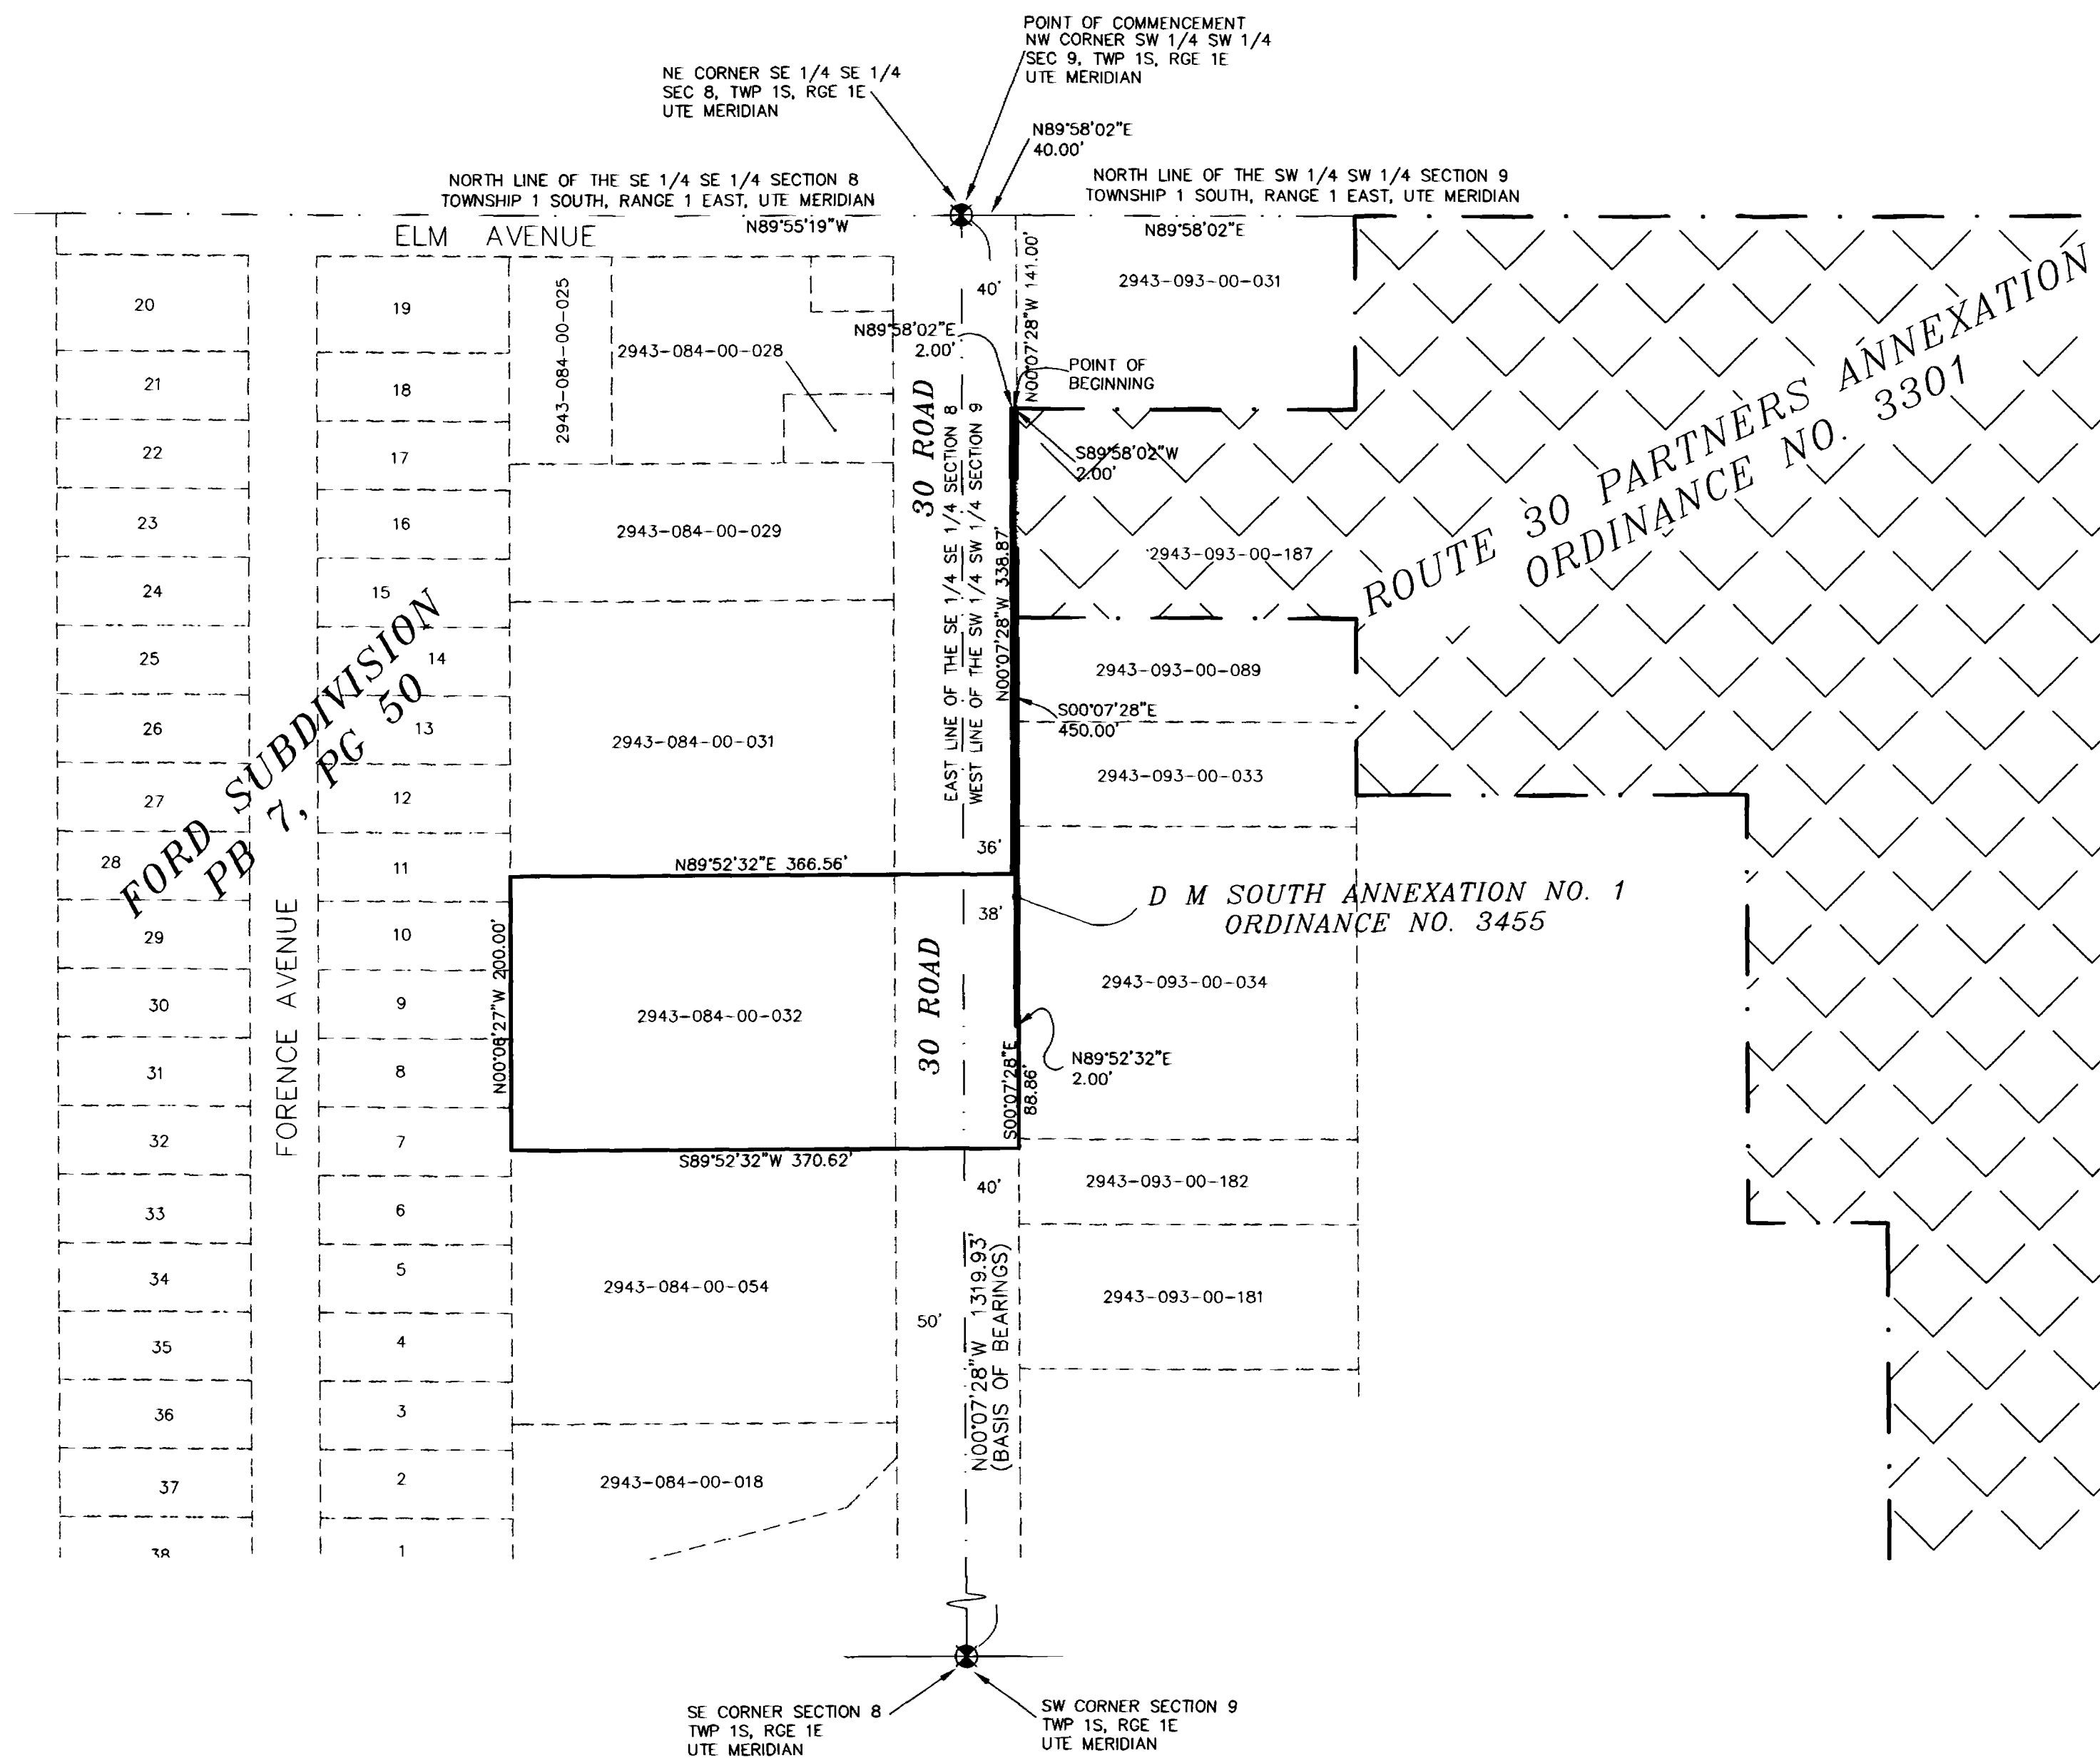 POINT OF COMMENCEMENT
NW CORNER SW 1/4 SW 1/4
SEC 9, TWP 1S, RGE 1E
UTE MERIDIAN
NE CORNER SE 1/4 SE 1/4
SEC 8, TWP 1S, RGE 1E
UTE MERIDIAN
N89°58'02"E
40.00'
NORTH LINE OF THE SE 1/4 SE 1/4 SECTION 8
TOWNSHIP 1 SOUTH, RANGE 1 EAST, UTE MERIDIAN
NORTH LINE OF THE SW 1/4 SW 1/4 SECTION 9
TOWNSHIP 1 SOUTH, RANGE 1 EAST, UTE MERIDIAN
ELM AVENUE
N89°55'19"W
N89°58'02"E
20
21
22
23
24
25
26
27
28
29
30
31
32
33
34
35
36
37
38
19
18
17
16
15
14
13
12
11
10
9
8
7
6
5
4
3
2
1
FORD SUBDIVISION
PB 7, PG 50
FORENCE AVENUE
2943-084-00-025
2943-084-00-028
2943-084-00-029
2943-084-00-031
N89°52'32"E 366.56'
N00°08'27"W 200.00'
2943-084-00-032
S89°52'32"W 370.62'
2943-084-00-054
2943-084-00-018
40'
N00°07'28"W 141.00'
N89°58'02"E
2.00'
POINT OF
BEGINNING
S89°58'02"W
2.00'
30 ROAD
EAST LINE OF THE SE 1/4 SE 1/4 SECTION 8
WEST LINE OF THE SW 1/4 SW 1/4 SECTION 9
N00°07'28"W 338.87'
S00°07'28"E
450.00'
36'
38'
30 ROAD
N89°52'32"E
2.00'
S00°07'28"E
88.86'
40'
50'
N00°07'28"W 1319.93'
(BASIS OF BEARINGS)
2943-093-00-031
2943-093-00-187
2943-093-00-089
2943-093-00-033
D M SOUTH ANNEXATION NO. 1
ORDINANCE NO. 3455
2943-093-00-034
2943-093-00-182
2943-093-00-181
ROUTE 30 PARTNERS ANNEXATION
ORDINANCE NO. 3301
SE CORNER SECTION 8
TWP 1S, RGE 1E
UTE MERIDIAN
SW CORNER SECTION 9
TWP 1S, RGE 1E
UTE MERIDIAN